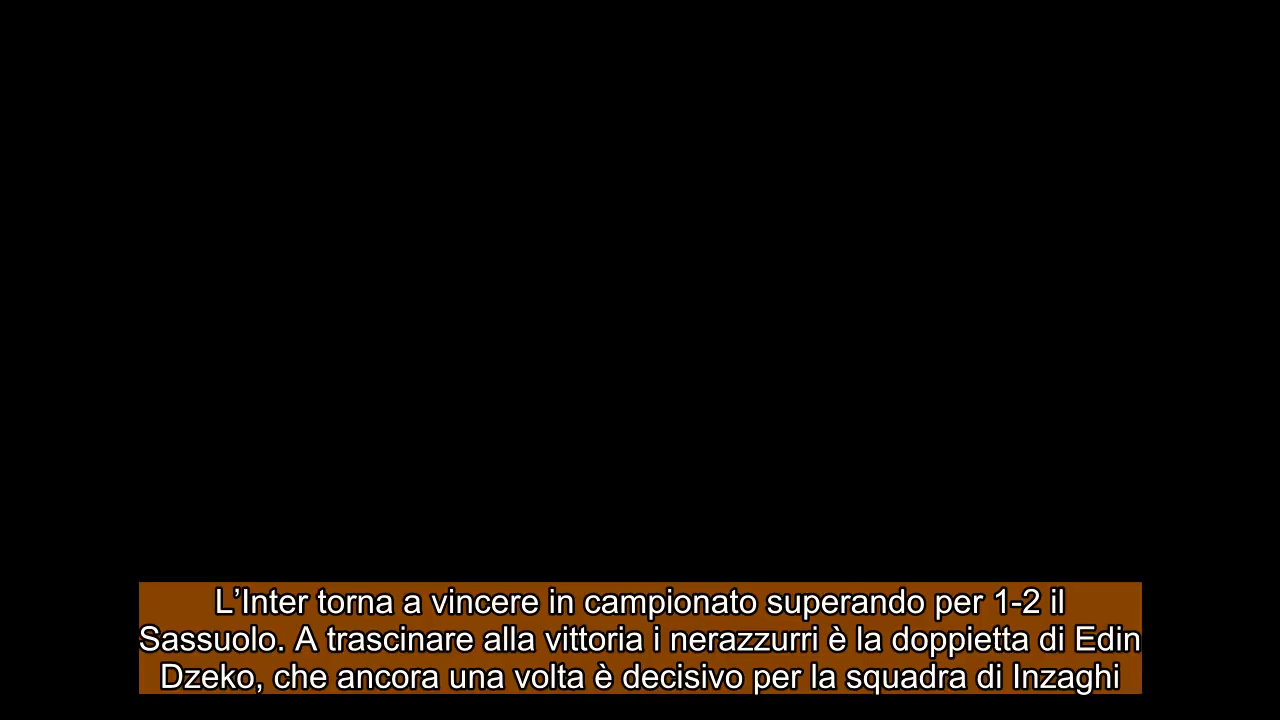 L’Inter torna a vincere in campionato superando per 1-2 il
Sassuolo. A trascinare alla vittoria i nerazzurri è la doppietta di Edin
Dzeko, che ancora una volta è decisivo per la squadra di Inzaghi